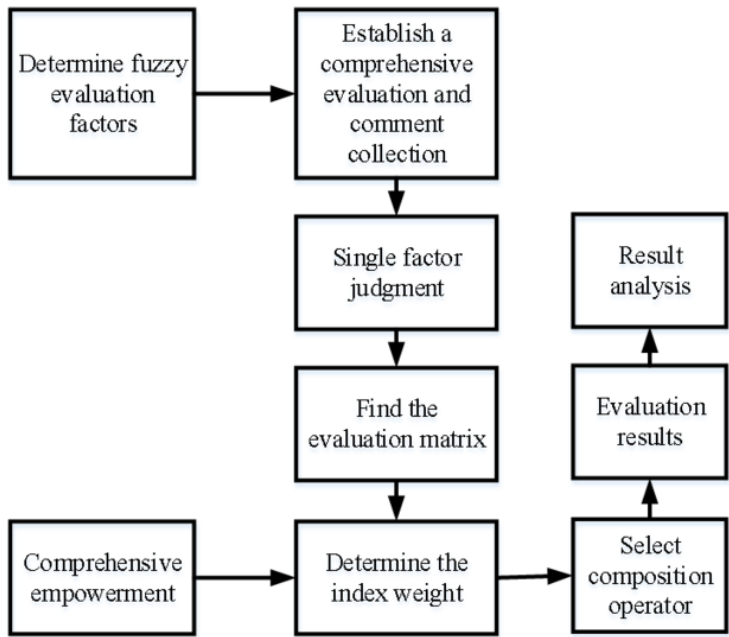 Determine fuzzy
evaluation
factors
Establish a
comprehensive
evaluation and
comment
collection
Single factor
judgment
Result
analysis
Find the
evaluation matrix
Evaluation
results
Comprehensive
empowerment
Determine the
index weight
Select
composition
operator